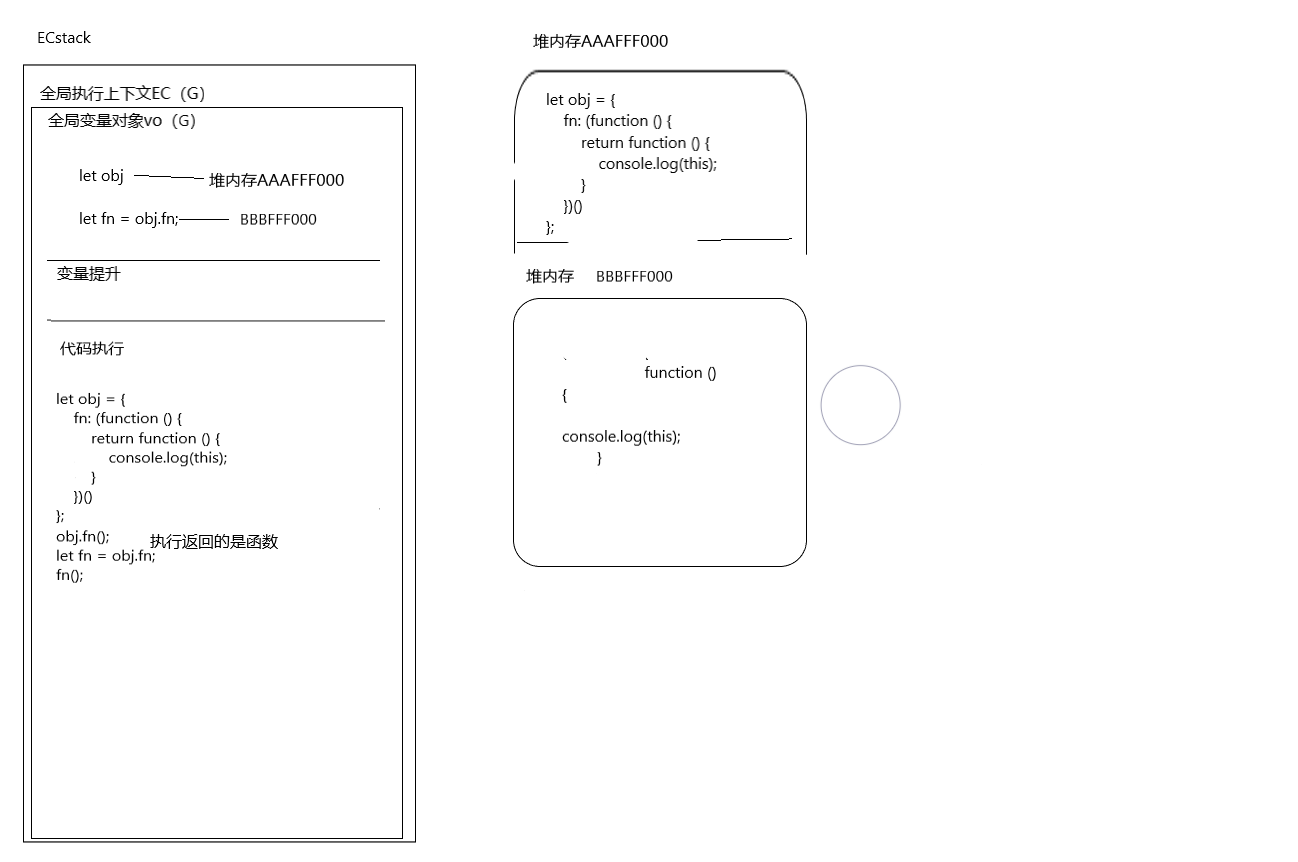 ECstack
全局执行上下文EC（G）
全局变量对象vo（G）
let obj
堆内存AAAFFF000
let fn = obj.fn;
BBBFFF000
变量提升
代码执行
let obj = {
fn: (function () {
return function () {
console.log(this);
}
})()
};
obj.fn();
执行返回的是函数
let fn = obj.fn;
fn();
堆内存AAAFFF000
let obj = {
fn: (function () {
return function () {
console.log(this);
}
})()
};
堆内存 BBBFFF000
function ()
{
console.log(this);
}